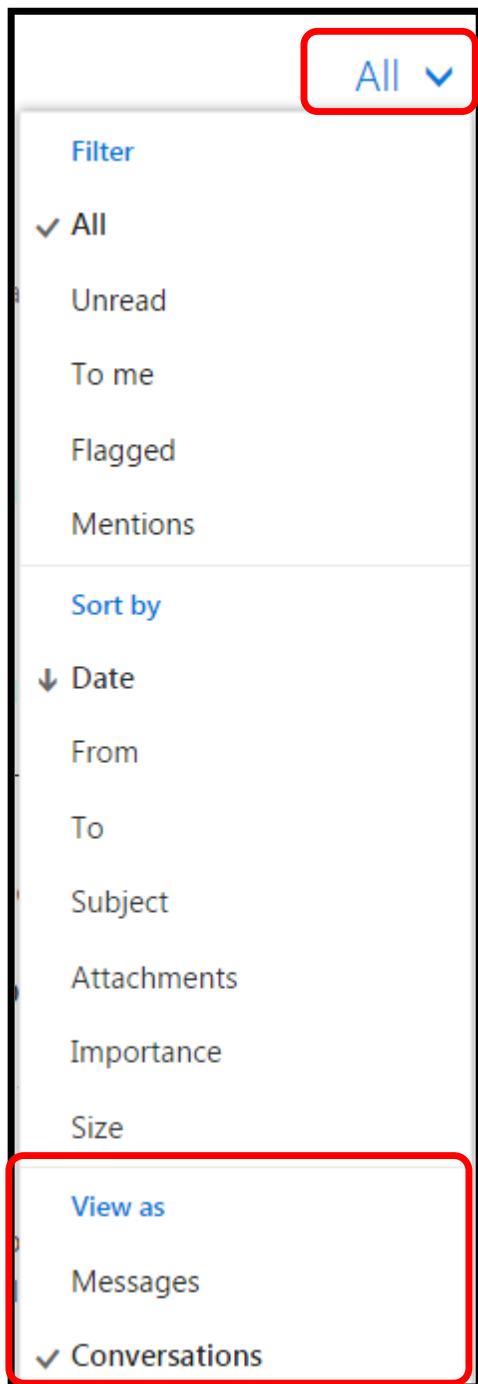 All
Filter
All
Unread
To me
Flagged
Mentions
Sort by
Date
From
To
Subject
Attachments
Importance
Size
View as
Messages
Conversations